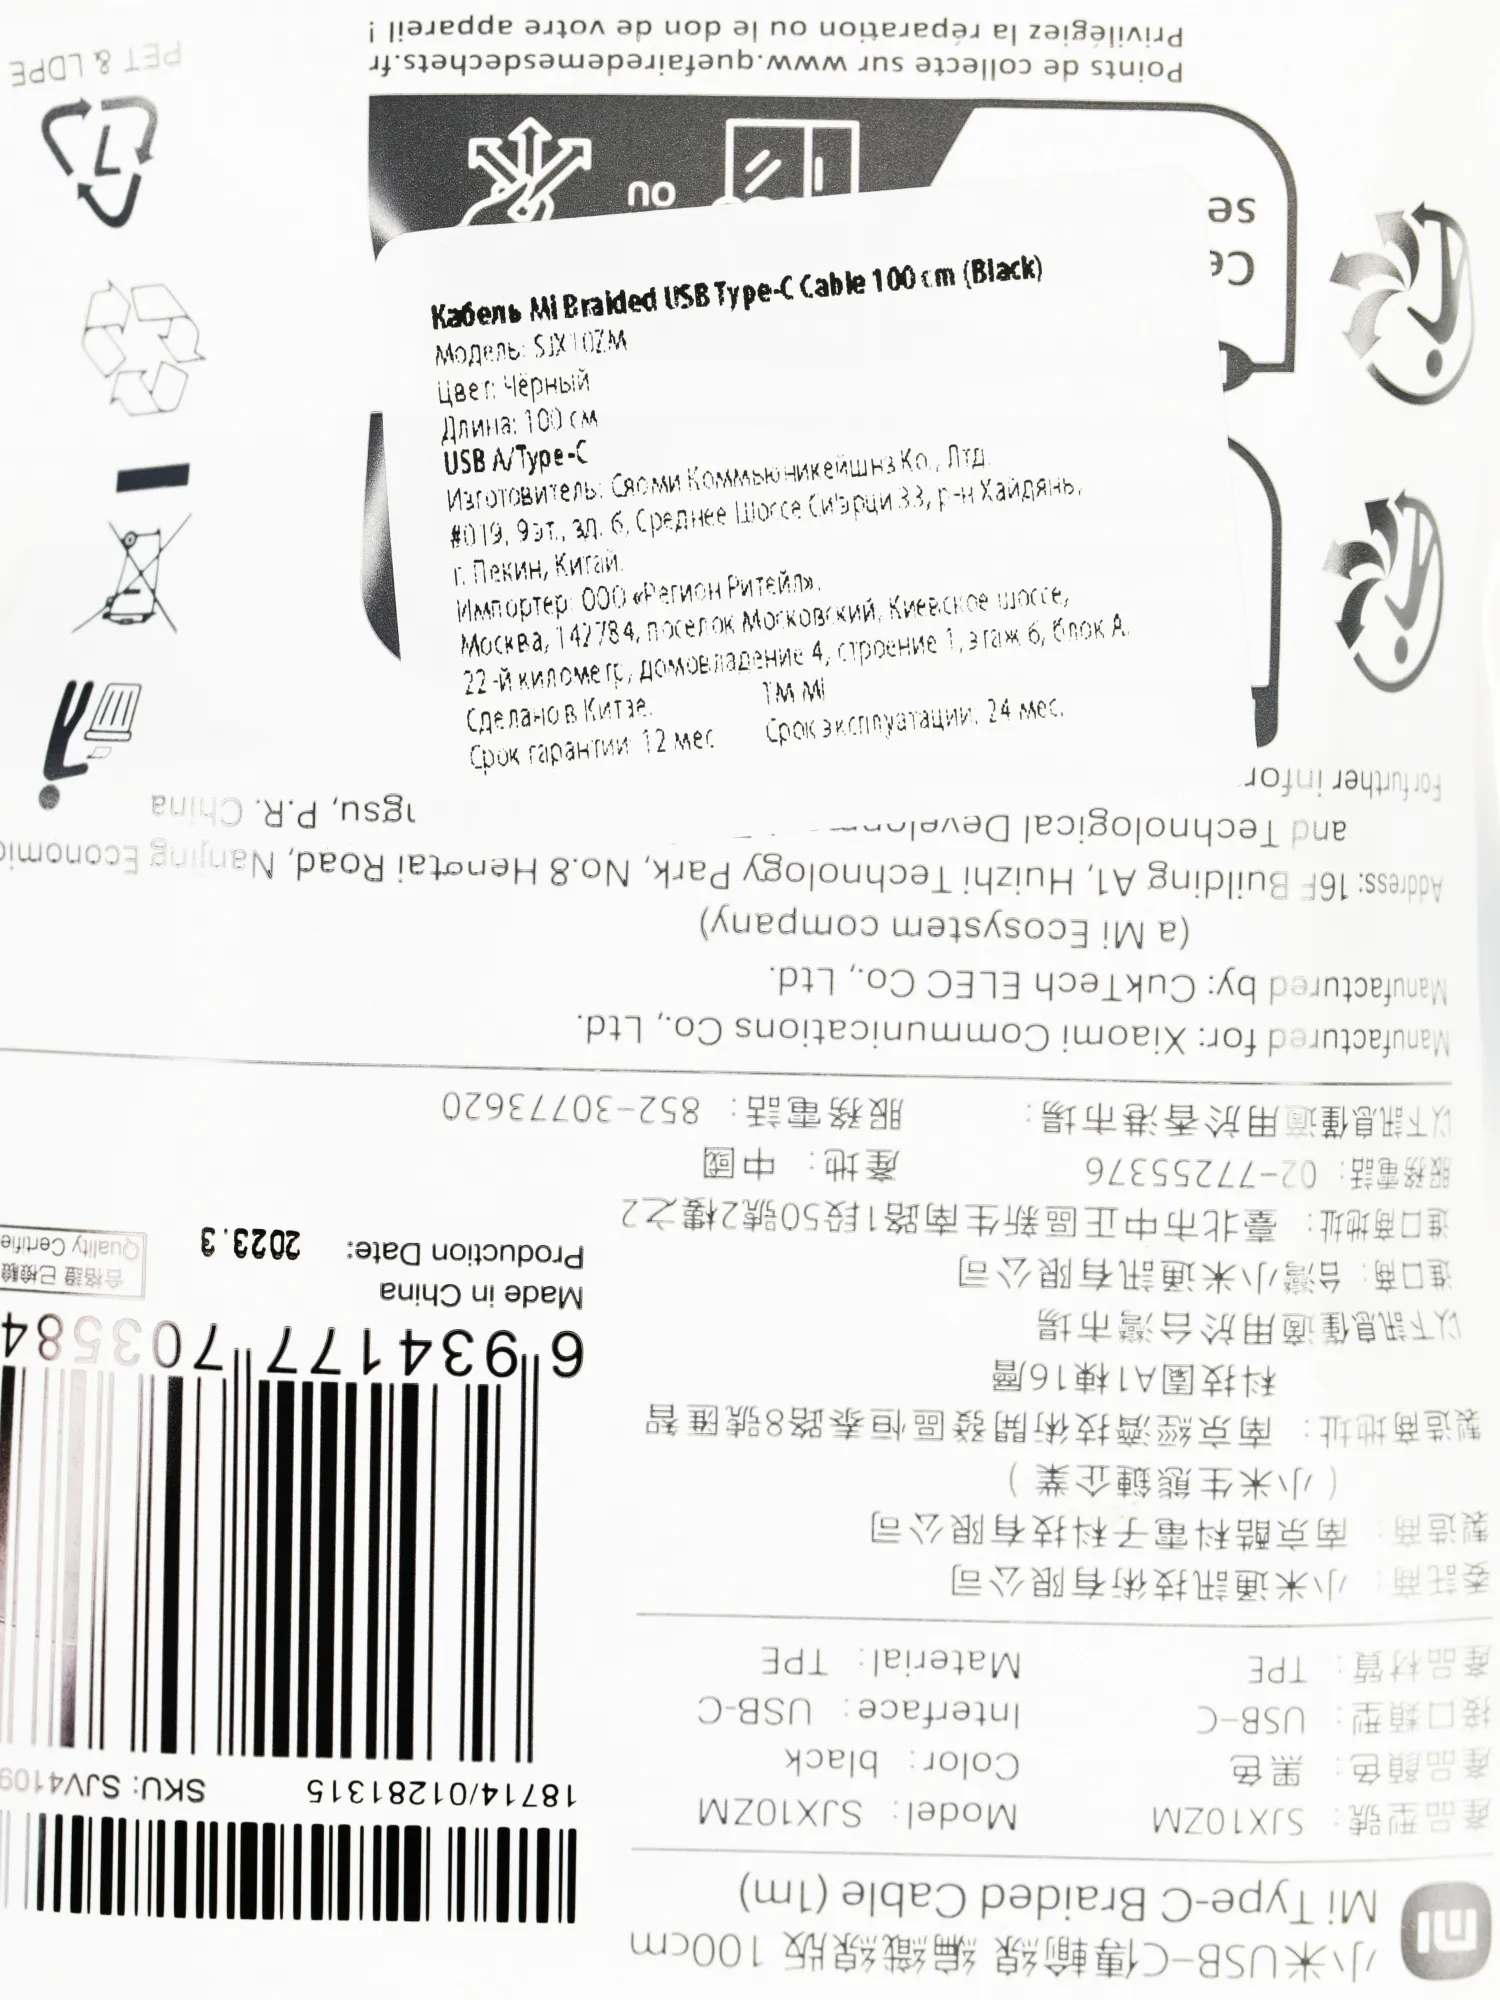 Кабель Mi Braided USB Type-C Cable 100 cm (Black)
Модель: SJX10ZM
Цвет: Чёрный
Длина: 100 см
USB A/Type-C
Изготовитель: Сяоми Коммьюникейшнз Ко., Лтд.
#019, 9эт., зд. 6, Среднее Шоссе Си'эрци 33, р-н Хайдянь,
г. Пекин, Китай.
Импортер: ООО «Регион Ритейл».
Москва, 142784, поселок Московский, Киевское шоссе,
22-й километр, домовладение 4, строение 1, этаж 6, блок А.
Сделано в Китае. ТМ Mi
Срок гарантии: 12 мес. Срок эксплуатации: 24 мес.
小米USB-C傳輸線 編織線版 100cm
Mi Type-C Braided Cable (1m)
產品型號：SJX10ZM Model：SJX10ZM
產品顏色：黑色 Color：black
接口類型：USB-C Interface：USB-C
產品材質：TPE Material：TPE
委託商：小米通訊技術有限公司
製造商：南京酷科電子科技有限公司
（小米生態鏈企業）
製造商地址：南京經濟技術開發區恒泰路8號匯智
科技園A1棟16層
以下訊息僅適用於台灣市場
進口商：台灣小米通訊有限公司
進口商地址：臺北市中正區新生南路1段50號2樓之2
服務電話：02-77255376 產地：中國
以下訊息僅適用於香港市場： 服務電話：852-30773620
18714/01281315 SKU: SJV4109
6 934177 703584
Made in China
Production Date: 2023.3
合格證 已檢驗
Quality Certifie
Manufactured for: Xiaomi Communications Co., Ltd.
Manufactured by: CukTech ELEC Co., Ltd.
(a Mi Ecosystem company)
Address: 16F Building A1, Huizhi Technology Park, No.8 Hengtai Road, Nanjing Economic
and Technological ngsu, P.R. China
For further infor
Ce
se
OU
Points de collecte sur www.quefairedemesdechets.fr
Privilégiez la réparation ou le don de votre appareil !
7
PET & LDPE